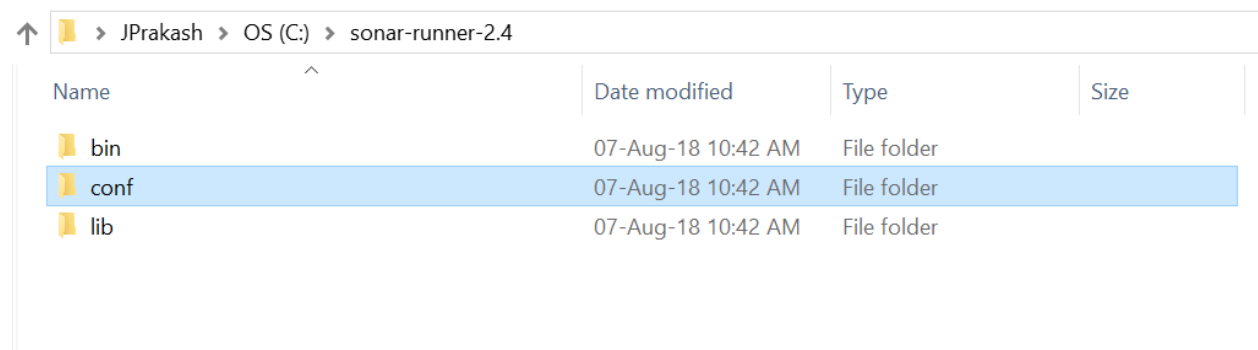 JPrakash > OS (C:) > sonar-runner-2.4
Name Date modified Type Size
bin 07-Aug-18 10:42 AM File folder
conf 07-Aug-18 10:42 AM File folder
lib 07-Aug-18 10:42 AM File folder